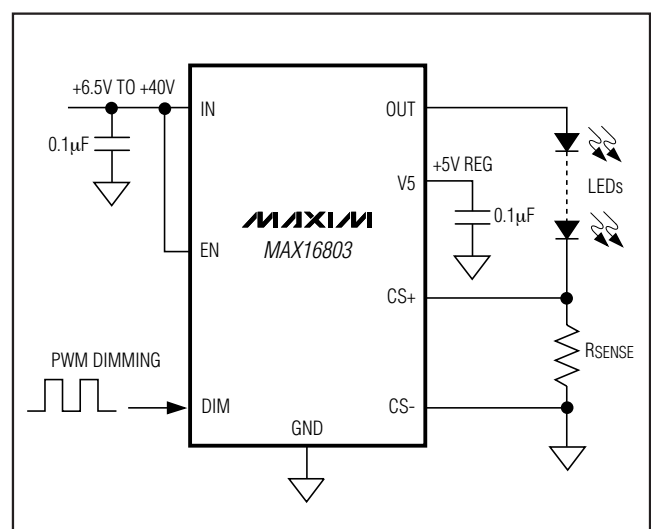 +6.5V TO +40V
IN
OUT
0.1µF
+5V REG
V5
LEDs
0.1µF
MAXIM
MAX16803
EN
CS+
RSENSE
PWM DIMMING
DIM
CS-
GND